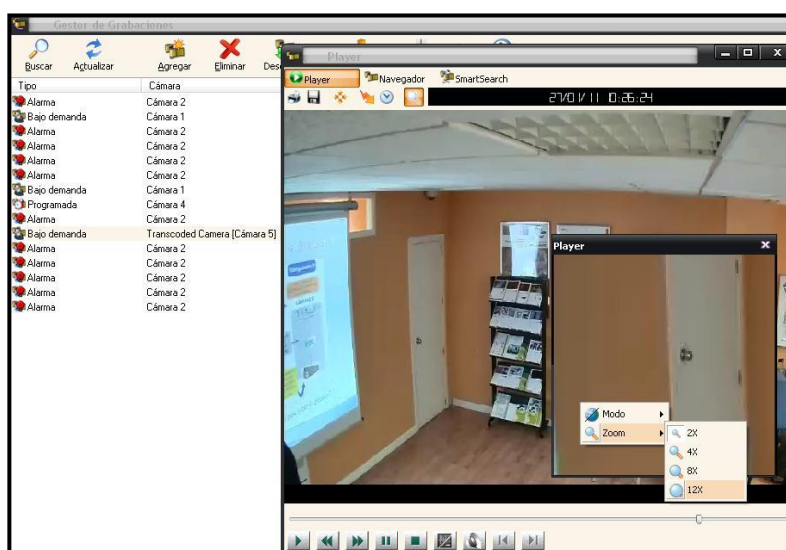 Gestor de Grabaciones
Buscar
Actualizar
Agregar
Eliminar
Tipo
Cámara
Alarma
Cámara 2
Bajo demanda
Cámara 1
Alarma
Cámara 2
Alarma
Cámara 2
Alarma
Cámara 2
Alarma
Cámara 2
Bajo demanda
Cámara 1
Programada
Cámara 4
Alarma
Cámara 2
Bajo demanda
Transcoded Camera [Cámara 5]
Alarma
Cámara 2
Alarma
Cámara 2
Alarma
Cámara 2
Alarma
Cámara 2
Player
Player
Navegador
SmartSearch
27/01/11 10:26:24
Player
Modo
Zoom
2X
4X
8X
12X